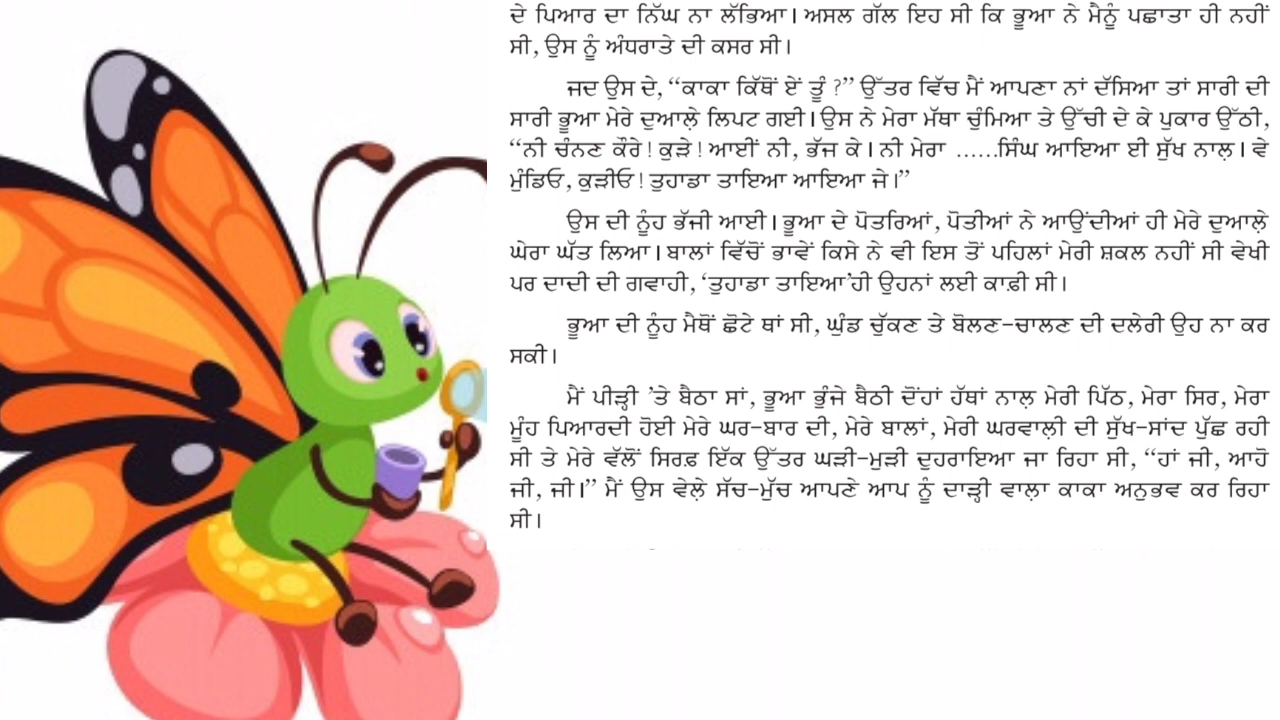 ਦੇ ਪਿਆਰ ਦਾ ਨਿੱਘ ਨਾ ਲੱਭਿਆ। ਅਸਲ ਗੱਲ ਇਹ ਸੀ ਕਿ ਭੂਆ ਨੇ ਮੈਨੂੰ ਪਛਾਤਾ ਹੀ ਨਹੀਂ
ਸੀ, ਉਸ ਨੂੰ ਅੰਧਰਾਤੇ ਦੀ ਕਸਰ ਸੀ।
ਜਦ ਉਸ ਦੇ, “ਕਾਕਾ ਕਿੱਥੋਂ ਏਂ ਤੂੰ ?” ਉੱਤਰ ਵਿੱਚ ਮੈਂ ਆਪਣਾ ਨਾਂ ਦੱਸਿਆ ਤਾਂ ਸਾਰੀ ਦੀ
ਸਾਰੀ ਭੂਆ ਮੇਰੇ ਦੁਆਲ਼ੇ ਲਿਪਟ ਗਈ। ਉਸ ਨੇ ਮੇਰਾ ਮੱਥਾ ਚੁੰਮਿਆ ਤੇ ਉੱਚੀ ਦੇ ਕੇ ਪੁਕਾਰ ਉੱਠੀ,
“ਨੀ ਚੰਨਣ ਕੌਰੇ! ਕੁੜੇ! ਆਈਂ ਨੀ, ਭੱਜ ਕੇ। ਨੀ ਮੇਰਾ ......ਸਿੰਘ ਆਇਆ ਈ ਸੁੱਖ ਨਾਲ਼। ਵੇ
ਮੁੰਡਿਓ, ਕੁੜੀਓ! ਤੁਹਾਡਾ ਤਾਇਆ ਆਇਆ ਜੇ।”
ਉਸ ਦੀ ਨੂੰਹ ਭੱਜੀ ਆਈ। ਭੂਆ ਦੇ ਪੋਤਰਿਆਂ, ਪੋਤੀਆਂ ਨੇ ਆਉਂਦੀਆਂ ਹੀ ਮੇਰੇ ਦੁਆਲ਼ੇ
ਘੇਰਾ ਘੱਤ ਲਿਆ। ਬਾਲਾਂ ਵਿੱਚੋਂ ਭਾਵੇਂ ਕਿਸੇ ਨੇ ਵੀ ਇਸ ਤੋਂ ਪਹਿਲਾਂ ਮੇਰੀ ਸ਼ਕਲ ਨਹੀਂ ਸੀ ਵੇਖੀ
ਪਰ ਦਾਦੀ ਦੀ ਗਵਾਹੀ, ‘ਤੁਹਾਡਾ ਤਾਇਆ’ਹੀ ਉਹਨਾਂ ਲਈ ਕਾਫ਼ੀ ਸੀ।
ਭੂਆ ਦੀ ਨੂੰਹ ਮੈਥੋਂ ਛੋਟੇ ਥਾਂ ਸੀ, ਘੁੰਡ ਚੁੱਕਣ ਤੇ ਬੋਲਣ-ਚਾਲਣ ਦੀ ਦਲੇਰੀ ਉਹ ਨਾ ਕਰ
ਸਕੀ।
ਮੈਂ ਪੀੜ੍ਹੀ ’ਤੇ ਬੈਠਾ ਸਾਂ, ਭੂਆ ਭੁੰਜੇ ਬੈਠੀ ਦੋਂਹਾਂ ਹੱਥਾਂ ਨਾਲ਼ ਮੇਰੀ ਪਿੱਠ, ਮੇਰਾ ਸਿਰ, ਮੇਰਾ
ਮੂੰਹ ਪਿਆਰਦੀ ਹੋਈ ਮੇਰੇ ਘਰ-ਬਾਰ ਦੀ, ਮੇਰੇ ਬਾਲਾਂ, ਮੇਰੀ ਘਰਵਾਲ਼ੀ ਦੀ ਸੁੱਖ-ਸਾਂਦ ਪੁੱਛ ਰਹੀ
ਸੀ ਤੇ ਮੇਰੇ ਵੱਲੋਂ ਸਿਰਫ਼ ਇੱਕ ਉੱਤਰ ਘੜੀ-ਮੁੜੀ ਦੁਹਰਾਇਆ ਜਾ ਰਿਹਾ ਸੀ, “ਹਾਂ ਜੀ, ਆਹੋ
ਜੀ, ਜੀ।” ਮੈਂ ਉਸ ਵੇਲ਼ੇ ਸੱਚ-ਮੁੱਚ ਆਪਣੇ ਆਪ ਨੂੰ ਦਾੜ੍ਹੀ ਵਾਲ਼ਾ ਕਾਕਾ ਅਨੁਭਵ ਕਰ ਰਿਹਾ
ਸੀ।